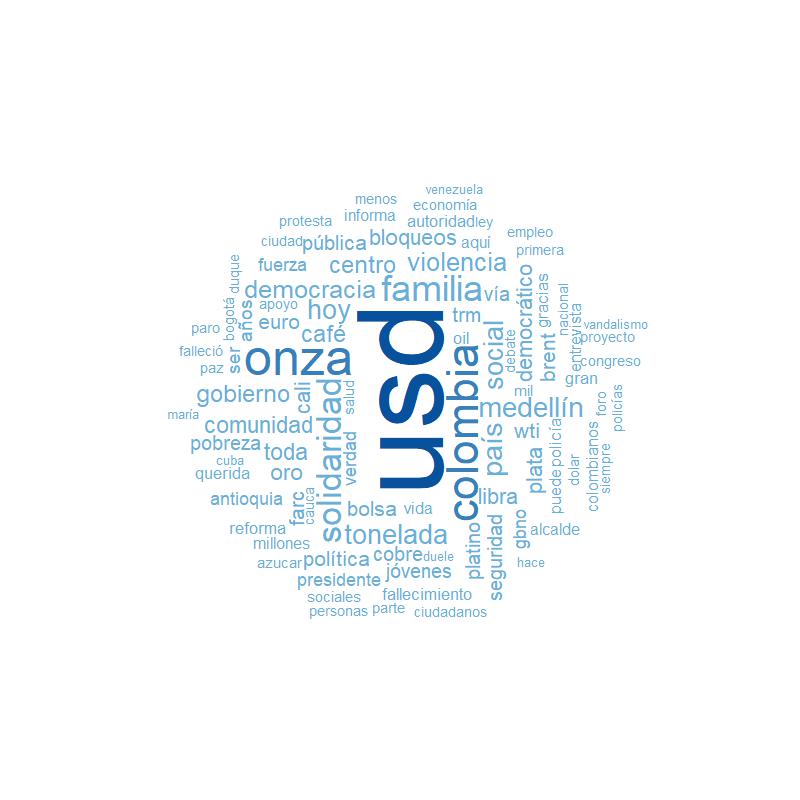 venezuela
menos
economía
informa
autoridad
ley
protesta
empleo
ciudad
pública
bloqueos
aquí
primera
fuerza
centro
violencia
duque
democracia
familia
vía
democrático
gracias
nacional
apoyo
hoy
años
bogotá
euro
café
trm
usd
oil
debate
brent
entrevista
vandalismo
proyecto
paro
falleció
paz
ser
onza
colombia
social
congreso
gran
mil
gobierno
cali
salud
solidaridad
medellín
foro
policías
maría
comunidad
wti
país
policía
puede
colombianos
pobreza
toda
verdad
cuba
querida
oro
plata
dolar
siempre
antioquia
farc
cauca
bolsa
vida
libra
reforma
tonelada
platino
seguridad
gbno
alcalde
millones
azucar
política
cobre
duele
hace
presidente
jóvenes
sociales
fallecimiento
personas
parte
ciudadanos